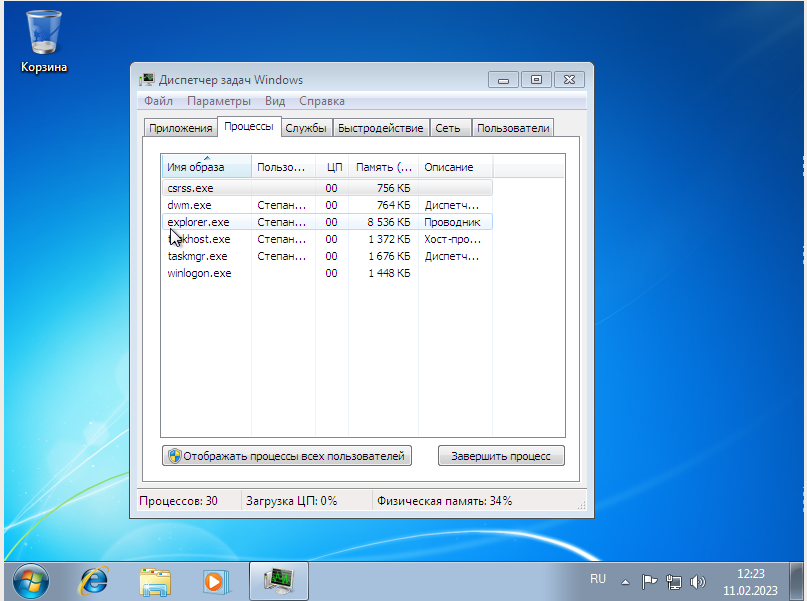 Корзина
Диспетчер задач Windows
Файл Параметры Вид Справка
Приложения Процессы Службы Быстродействие Сеть Пользователи
Имя образа Пользо... ЦП Память (... Описание
csrss.exe 00 756 КБ
dwm.exe Степан... 00 764 КБ Диспетч...
explorer.exe Степан... 00 8 536 КБ Проводник
taskhost.exe Степан... 00 1 372 КБ Хост-про...
taskmgr.exe Степан... 00 1 676 КБ Диспетч...
winlogon.exe 00 1 448 КБ
Отображать процессы всех пользователей Завершить процесс
Процессов: 30 Загрузка ЦП: 0% Физическая память: 34%
RU 12:23
11.02.2023